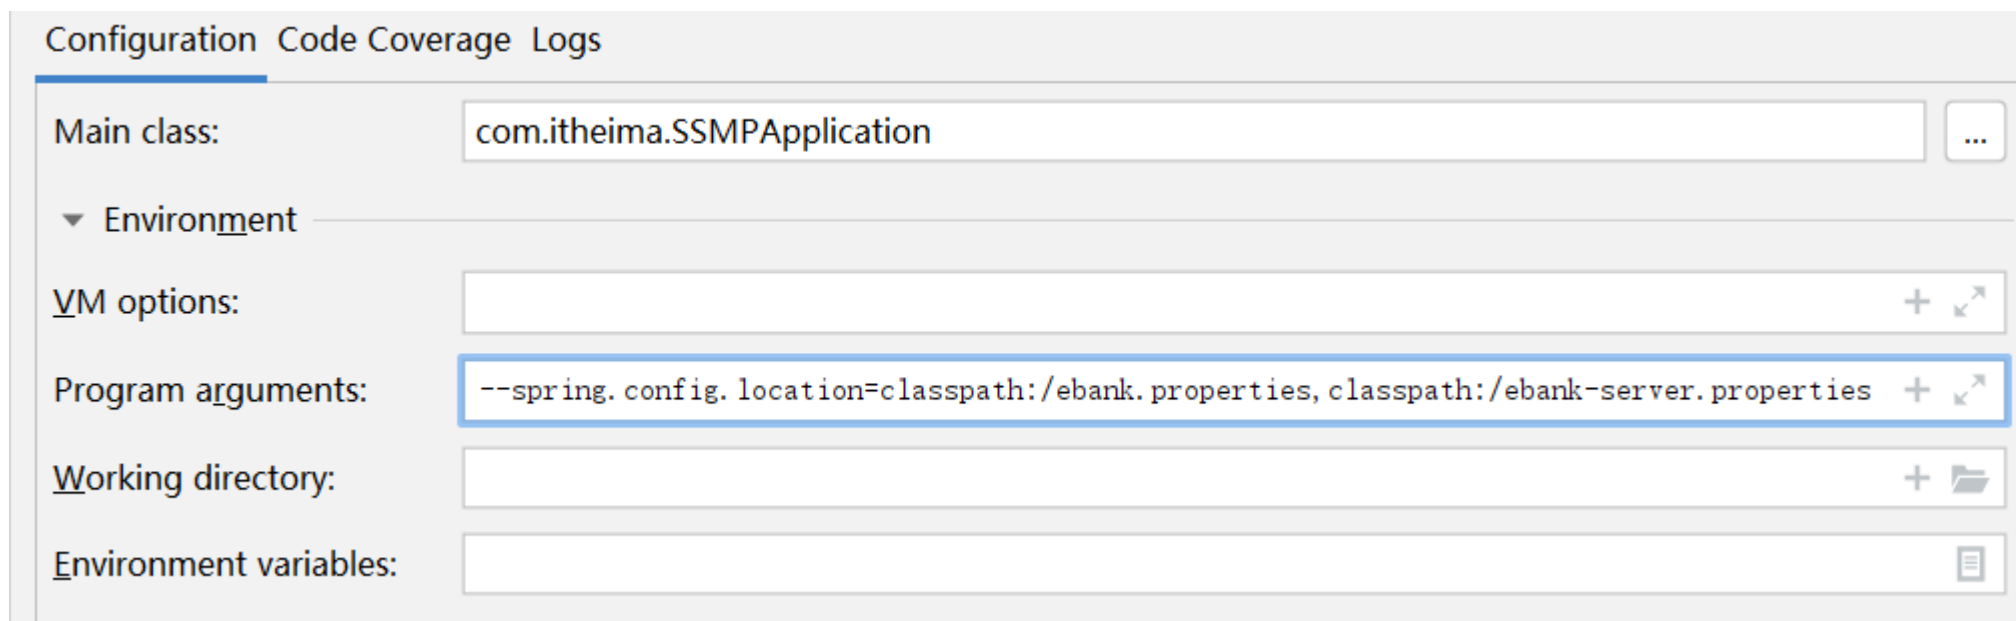 Configuration Code Coverage Logs
Main class: com.itheima.SSMPApplication ...
Environment
VM options:
Program arguments: --spring.config.location=classpath:/ebank.properties,classpath:/ebank-server.properties
Working directory:
Environment variables: